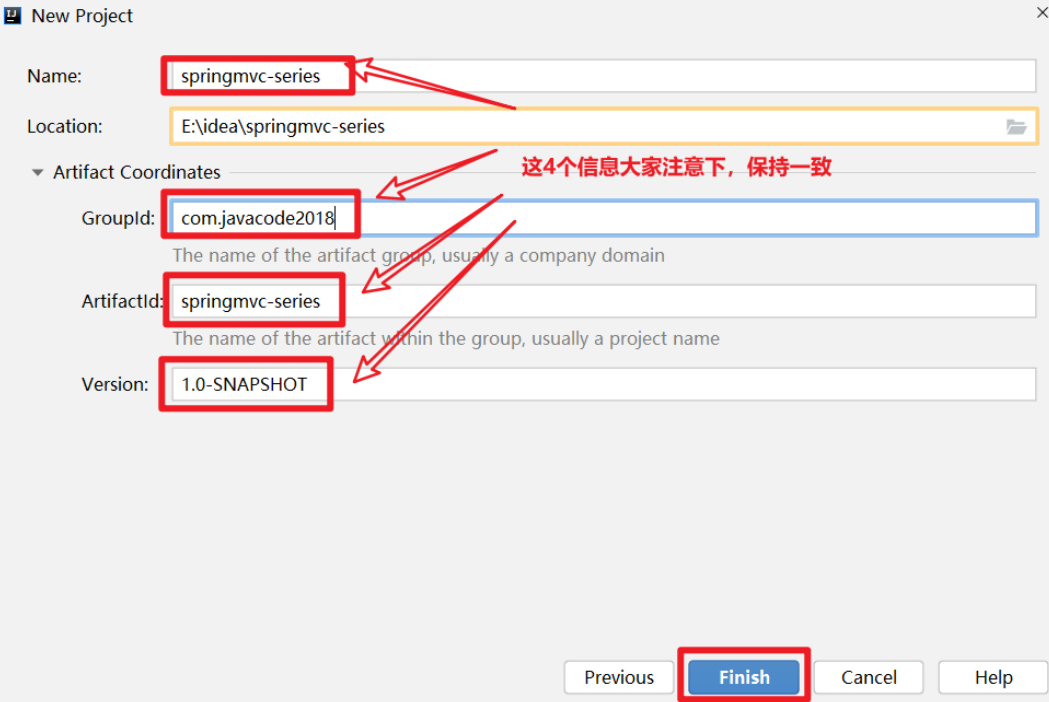 New Project
Name: springmvc-series
Location: E:\idea\springmvc-series
Artifact Coordinates
这4个信息大家注意下，保持一致
GroupId: com.javacode2018
The name of the artifact group, usually a company domain
ArtifactId: springmvc-series
The name of the artifact within the group, usually a project name
Version: 1.0-SNAPSHOT
Previous Finish Cancel Help